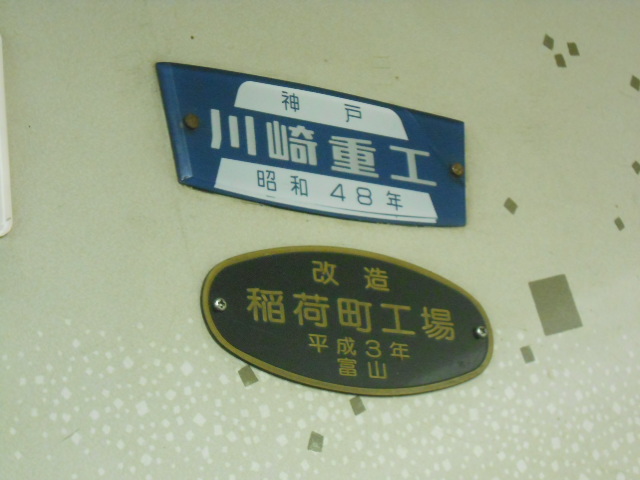 神戸
川崎重工
昭和48年
改造
稲荷町工場
平成3年
富山